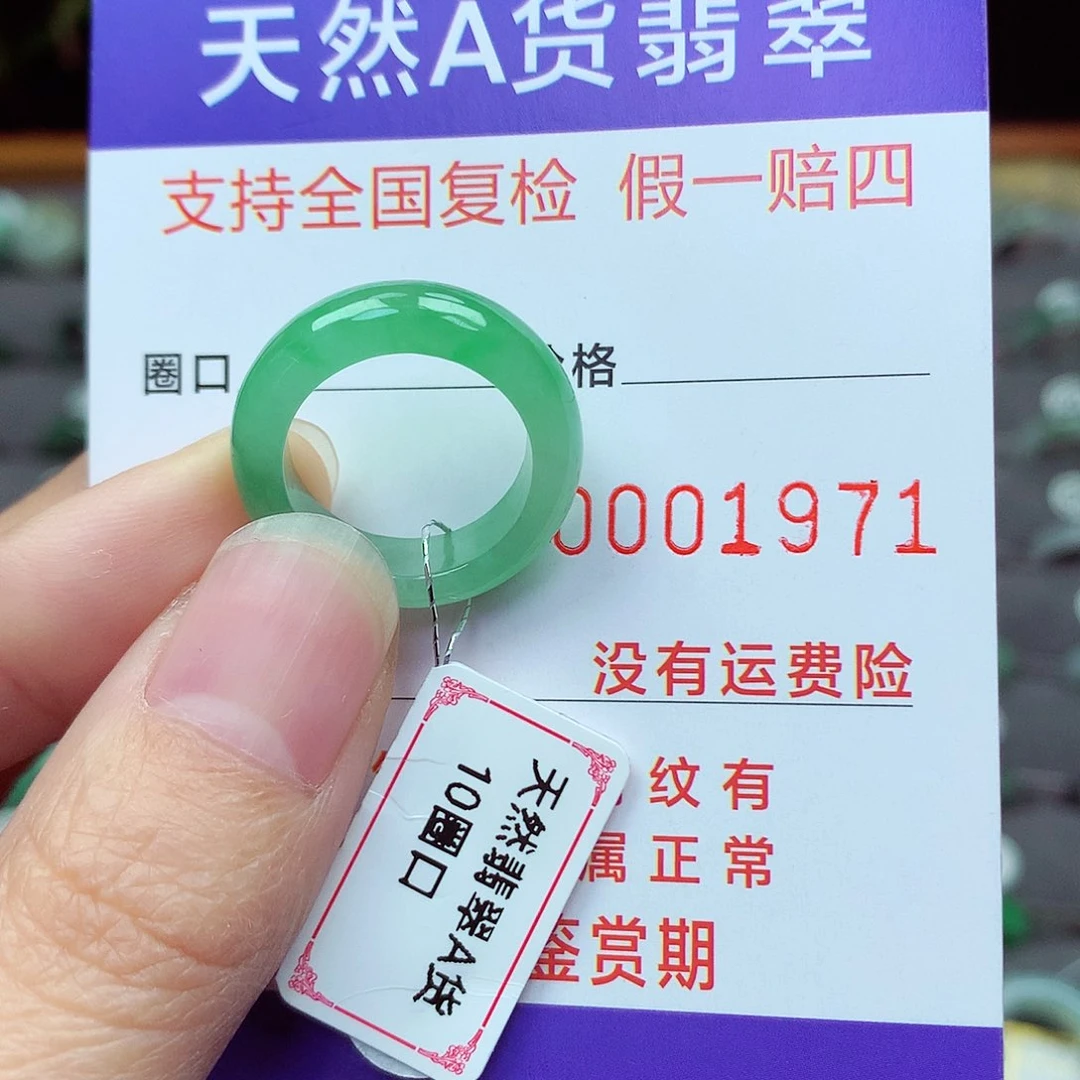 天然A货翡翠
支持全国复检 假一赔四
圈口 格
0001971
没有运费险
纹有
属正常
鉴赏期
天然翡翠A货
10圈口